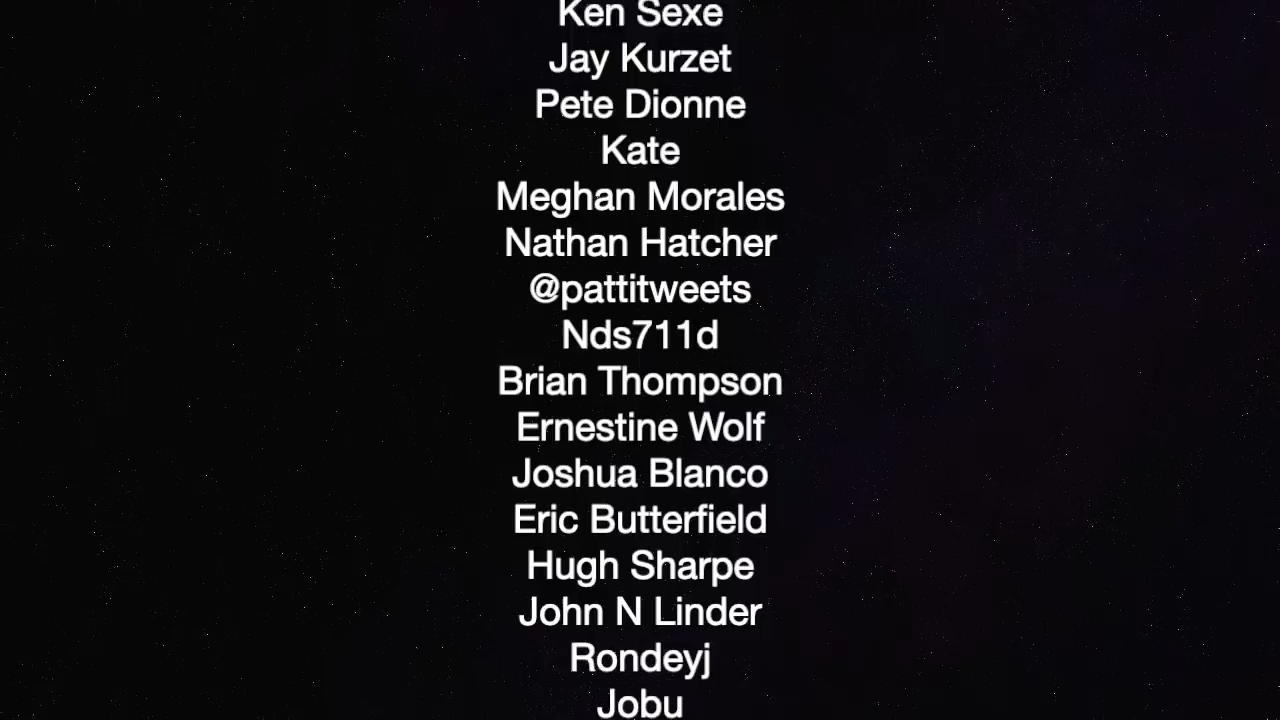 Ken Sexe
Jay Kurzet
Pete Dionne
Kate
Meghan Morales
Nathan Hatcher
@pattitweets
Nds711d
Brian Thompson
Ernestine Wolf
Joshua Blanco
Eric Butterfield
Hugh Sharpe
John N Linder
Rondeyj
Jobu